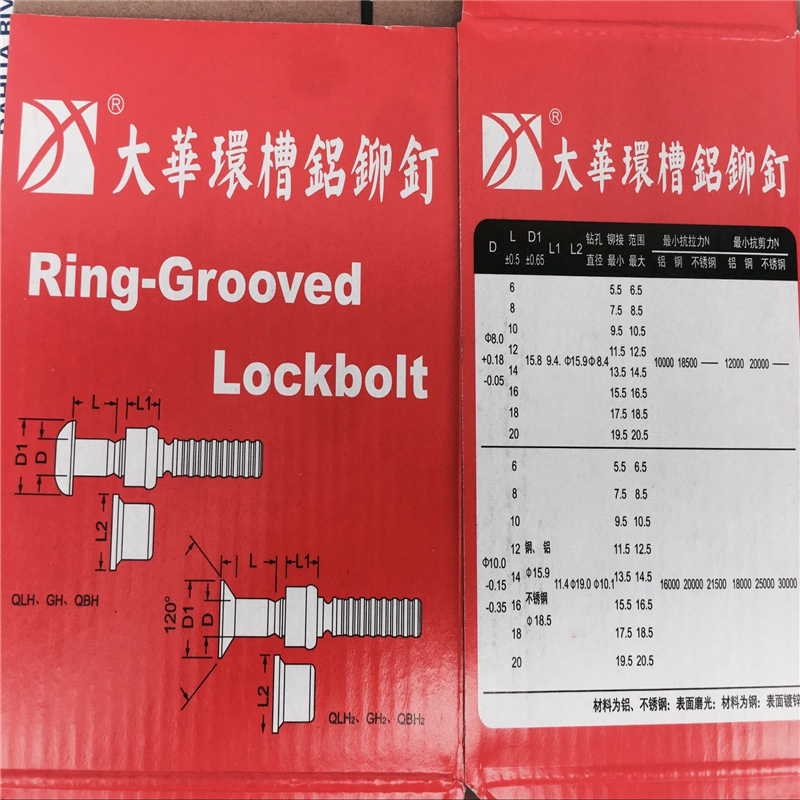 DAHUA RIV
®
大華環槽鋁鉚釘
Ring-Grooved
Lockbolt
L L1
D1 D
L2
QLH、GH、QBH
L L1
120° D1 D
L2
QLH₂、GH₂、QBH₂
®
大華環槽鋁鉚釘
D L ±0.5 D1 ±0.65 L1 L2 钻孔直径 铆接范围 最小 最大 最小抗拉力N 铝 钢 不锈钢 最小抗剪力N 铝 钢 不锈钢
6 5.5 6.5
8 7.5 8.5
10 9.5 10.5
12 11.5 12.5
14 13.5 14.5
16 15.5 16.5
18 17.5 18.5
20 19.5 20.5
Φ8.0 +0.18 -0.05 15.8 9.4. Φ15.9 Φ8.4 10000 18500 — 12000 20000 —
6 5.5 6.5
8 7.5 8.5
10 9.5 10.5
12 11.5 12.5
14 13.5 14.5
16 15.5 16.5
18 17.5 18.5
20 19.5 20.5
Φ10.0 -0.15 -0.35 钢、铝 Φ15.9 不锈钢 Φ18.5 11.4 Φ19.0 Φ10.1 16000 20000 21500 18000 25000 30000
材料为铝、不锈钢：表面磨光；材料为钢：表面镀锌